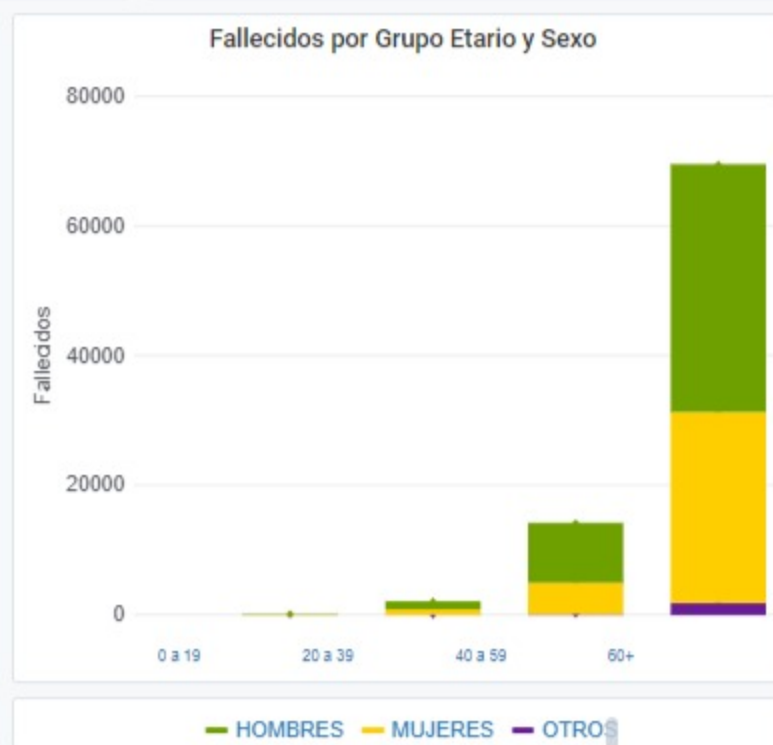 Fallecidos por Grupo Etario y Sexo
80000
60000
40000
20000
0
Fallecidos
0 a 19
20 a 39
40 a 59
60+
HOMBRES
MUJERES
OTROS